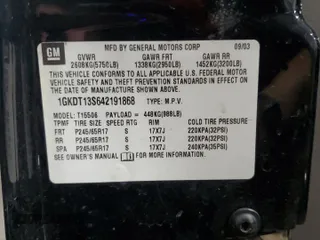 GM MFD BY GENERAL MOTORS CORP 09/03
GVWR GAWR FR GAWR RR
2608KG(5750LB) 1338KG(2950LB) 1452KG(3200LB)
THIS VEHICLE CONFORMS TO ALL APPLICABLE U.S. FEDERAL MOTOR
VEHICLE SAFETY AND THEFT PREVENTION STANDARDS IN EFFECT
ON THE DATE OF MANUFACTURE SHOWN ABOVE.
1GKDT13S642191868 TYPE: M.P.V.
MODEL: T15506 PAYLOAD = 448KG(988LB)
TPMF TIRE SIZE SPEED RTG RIM COLD TIRE PRESSURE
FRT P245/65R17 S 17X7J 220KPA(32PSI)
RR P245/65R17 S 17X7J 220KPA(32PSI)
SPA P245/65R17 S 17X7J 240KPA(35PSI)
SEE OWNER'S MANUAL FOR MORE INFORMATION.